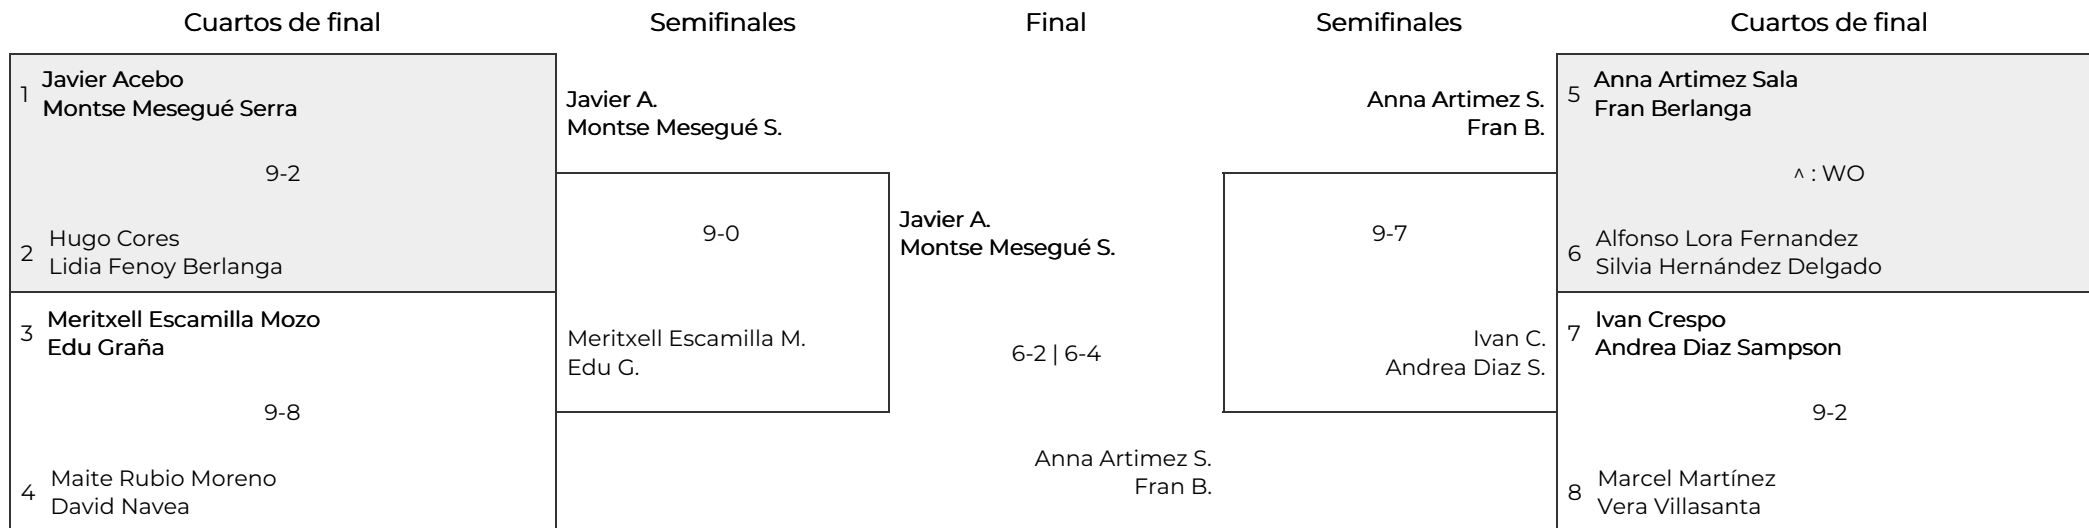 Cuartos de final
Semifinales
Final
Semifinales
Cuartos de final
1
Javier Acebo
Montse Mesegué Serra
9-2
2
Hugo Cores
Lidia Fenoy Berlanga
3
Meritxell Escamilla Mozo
Edu Graña
9-8
4
Maite Rubio Moreno
David Navea
Javier A.
Montse Mesegué S.
9-0
Meritxell Escamilla M.
Edu G.
Javier A.
Montse Mesegué S.
6-2 | 6-4
Anna Artimez S.
Fran B.
Anna Artimez S.
Fran B.
9-7
Ivan C.
Andrea Diaz S.
5
Anna Artimez Sala
Fran Berlanga
^ : WO
6
Alfonso Lora Fernandez
Silvia Hernández Delgado
7
Ivan Crespo
Andrea Diaz Sampson
9-2
8
Marcel Martínez
Vera Villasanta